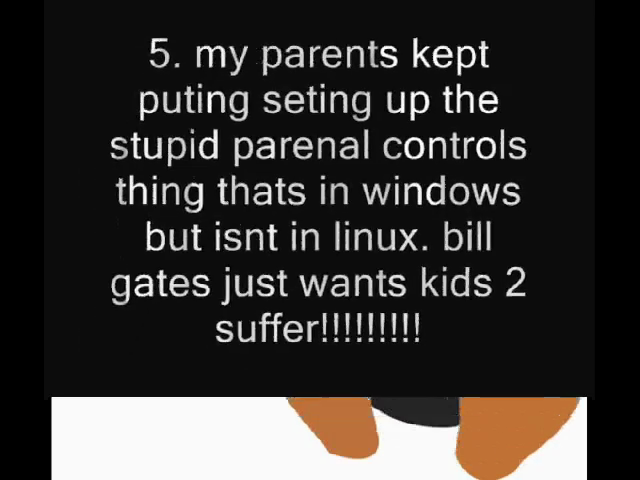 5. my parents kept
puting seting up the
stupid parenal controls
thing thats in windows
but isnt in linux. bill
gates just wants kids 2
suffer!!!!!!!!!